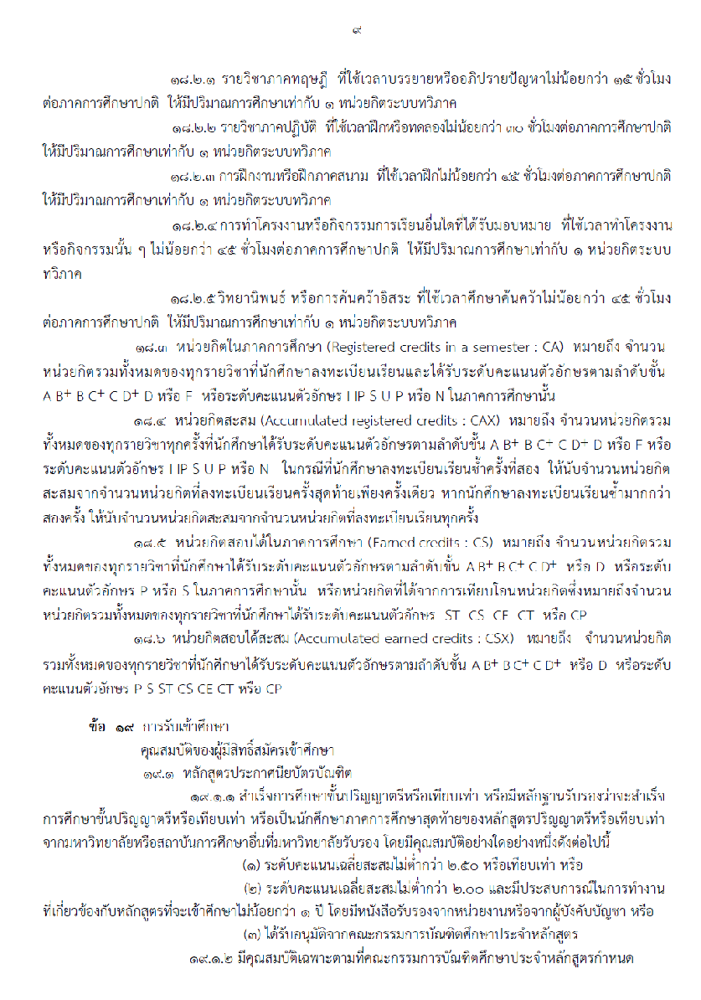 ๙
๑๘.๒.๑ รายวิชาภาคทฤษฎี ที่ใช้เวลาบรรยายหรืออภิปรายปัญหาไม่น้อยกว่า ๑๕ ชั่วโมง
ต่อภาคการศึกษาปกติ ให้มีปริมาณการศึกษาเท่ากับ ๑ หน่วยกิตระบบทวิภาค
๑๘.๒.๒ รายวิชาภาคปฏิบัติ ที่ใช้เวลาฝึกหรือทดลองไม่น้อยกว่า ๓๐ ชั่วโมงต่อภาคการศึกษาปกติ
ให้มีปริมาณการศึกษาเท่ากับ ๑ หน่วยกิตระบบทวิภาค
๑๘.๒.๓ การฝึกงานหรือฝึกภาคสนาม ที่ใช้เวลาฝึกไม่น้อยกว่า ๔๕ ชั่วโมงต่อภาคการศึกษาปกติ
ให้มีปริมาณการศึกษาเท่ากับ ๑ หน่วยกิตระบบทวิภาค
๑๘.๒.๔ การทำโครงงานหรือกิจกรรมการเรียนอื่นใดที่ได้รับมอบหมาย ที่ใช้เวลาทำโครงงาน
หรือกิจกรรมนั้น ๆ ไม่น้อยกว่า ๔๕ ชั่วโมงต่อภาคการศึกษาปกติ ให้มีปริมาณการศึกษาเท่ากับ ๑ หน่วยกิตระบบ
ทวิภาค
๑๘.๒.๕ วิทยานิพนธ์ หรือการค้นคว้าอิสระ ที่ใช้เวลาศึกษาค้นคว้าไม่น้อยกว่า ๔๕ ชั่วโมง
ต่อภาคการศึกษาปกติ ให้มีปริมาณการศึกษาเท่ากับ ๑ หน่วยกิตระบบทวิภาค
๑๘.๓ หน่วยกิตในภาคการศึกษา (Registered credits in a semester : CA) หมายถึง จำนวน
หน่วยกิตรวมทั้งหมดของทุกรายวิชาที่นักศึกษาลงทะเบียนเรียนและได้รับระดับคะแนนตัวอักษรตามลำดับขั้น
A B+ B C+ C D+ D หรือ F หรือระดับคะแนนตัวอักษร I IP S U P หรือ N ในภาคการศึกษานั้น
๑๘.๔ หน่วยกิตสะสม (Accumulated registered credits : CAX) หมายถึง จำนวนหน่วยกิตรวม
ทั้งหมดของทุกรายวิชาทุกครั้งที่นักศึกษาได้รับระดับคะแนนตัวอักษรตามลำดับขั้น A B+ B C+ C D+ D หรือ F หรือ
ระดับคะแนนตัวอักษร I IP S U P หรือ N ในกรณีที่นักศึกษาลงทะเบียนเรียนซ้ำครั้งที่สอง ให้นับจำนวนหน่วยกิต
สะสมจากจำนวนหน่วยกิตที่ลงทะเบียนเรียนครั้งสุดท้ายเพียงครั้งเดียว หากนักศึกษาลงทะเบียนเรียนซ้ำมากกว่า
สองครั้ง ให้นับจำนวนหน่วยกิตสะสมจากจำนวนหน่วยกิตที่ลงทะเบียนเรียนทุกครั้ง
๑๘.๕ หน่วยกิตสอบได้ในภาคการศึกษา (Earned credits : CS) หมายถึง จำนวนหน่วยกิตรวม
ทั้งหมดของทุกรายวิชาที่นักศึกษาได้รับระดับคะแนนตัวอักษรตามลำดับขั้น A B+ B C+ C D+ หรือ D หรือระดับ
คะแนนตัวอักษร P หรือ S ในภาคการศึกษานั้น หรือหน่วยกิตที่ได้จากการเทียบโอนหน่วยกิตซึ่งหมายถึงจำนวน
หน่วยกิตรวมทั้งหมดของทุกรายวิชาที่นักศึกษาได้รับระดับคะแนนตัวอักษร ST CS CE CT หรือ CP
๑๘.๖ หน่วยกิตสอบได้สะสม (Accumulated earned credits : CSX) หมายถึง จำนวนหน่วยกิต
รวมทั้งหมดของทุกรายวิชาที่นักศึกษาได้รับระดับคะแนนตัวอักษรตามลำดับขั้น A B+ B C+ C D+ หรือ D หรือระดับ
คะแนนตัวอักษร P S ST CS CE CT หรือ CP
ข้อ ๑๙ การรับเข้าศึกษา
คุณสมบัติของผู้มีสิทธิ์สมัครเข้าศึกษา
๑๙.๑ หลักสูตรประกาศนียบัตรบัณฑิต
๑๙.๑.๑ สำเร็จการศึกษาขั้นปริญญาตรีหรือเทียบเท่า หรือมีหลักฐานรับรองว่าจะสำเร็จ
การศึกษาขั้นปริญญาตรีหรือเทียบเท่า หรือเป็นนักศึกษาภาคการศึกษาสุดท้ายของหลักสูตรปริญญาตรีหรือเทียบเท่า
จากมหาวิทยาลัยหรือสถาบันการศึกษาอื่นที่มหาวิทยาลัยรับรอง โดยมีคุณสมบัติอย่างใดอย่างหนึ่งดังต่อไปนี้
(๑) ระดับคะแนนเฉลี่ยสะสมไม่ต่ำกว่า ๒.๕๐ หรือเทียบเท่า หรือ
(๒) ระดับคะแนนเฉลี่ยสะสมไม่ต่ำกว่า ๒.๐๐ และมีประสบการณ์ในการทำงาน
ที่เกี่ยวข้องกับหลักสูตรที่จะเข้าศึกษาไม่น้อยกว่า ๑ ปี โดยมีหนังสือรับรองจากหน่วยงานหรือจากผู้บังคับบัญชา หรือ
(๓) ได้รับอนุมัติจากคณะกรรมการบัณฑิตศึกษาประจำหลักสูตร
๑๙.๑.๒ มีคุณสมบัติเฉพาะตามที่คณะกรรมการบัณฑิตศึกษาประจำหลักสูตรกำหนด